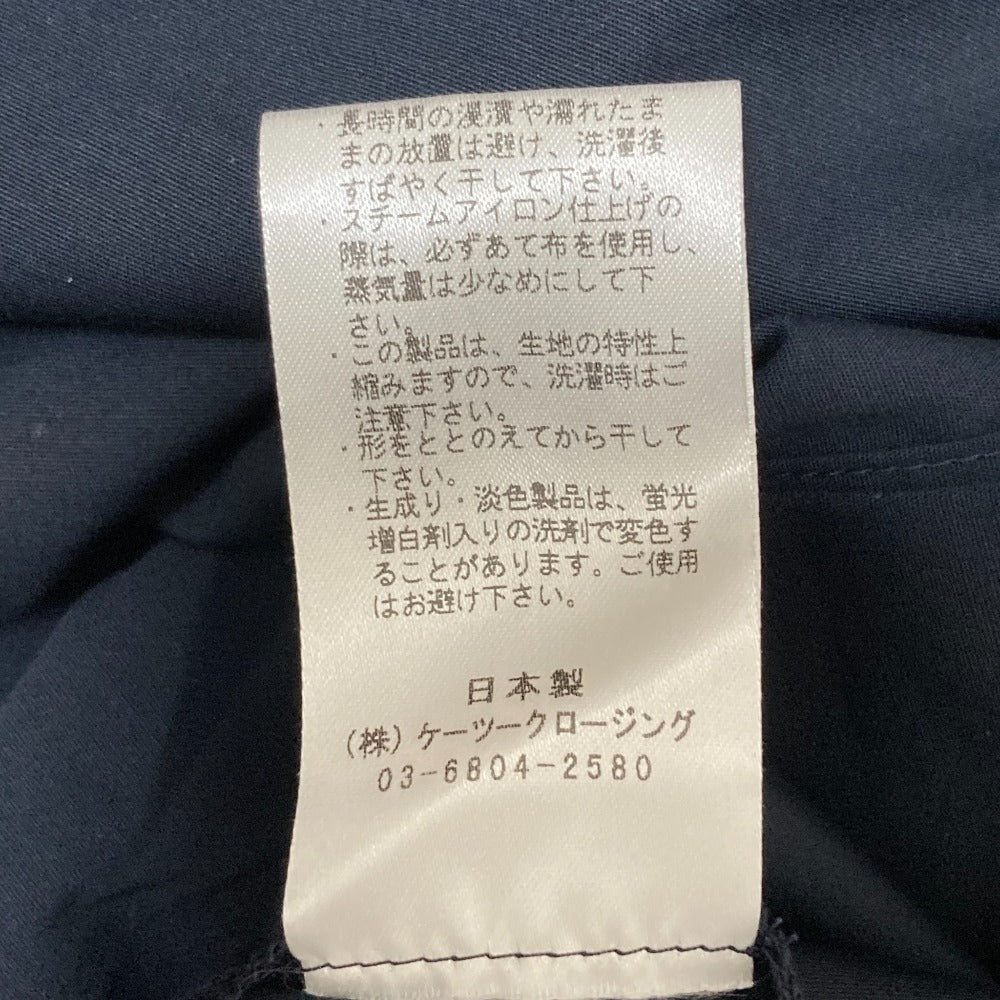 ・長時間の浸漬や濡れたま
まの放置は避け、洗濯後
すばやく干して下さい。
・スチームアイロン仕上げの
際は、必ずあて布を使用し、
蒸気量は少なめにして下
さい。
・この製品は、生地の特性上
縮みますので、洗濯時はご
注意下さい。
・形をととのえてから干して
下さい。
・生成り・淡色製品は、蛍光
増白剤入りの洗剤で変色す
ることがあります。ご使用
はお避け下さい。
日本製
(株)ケーツークロージング
03-6804-2580